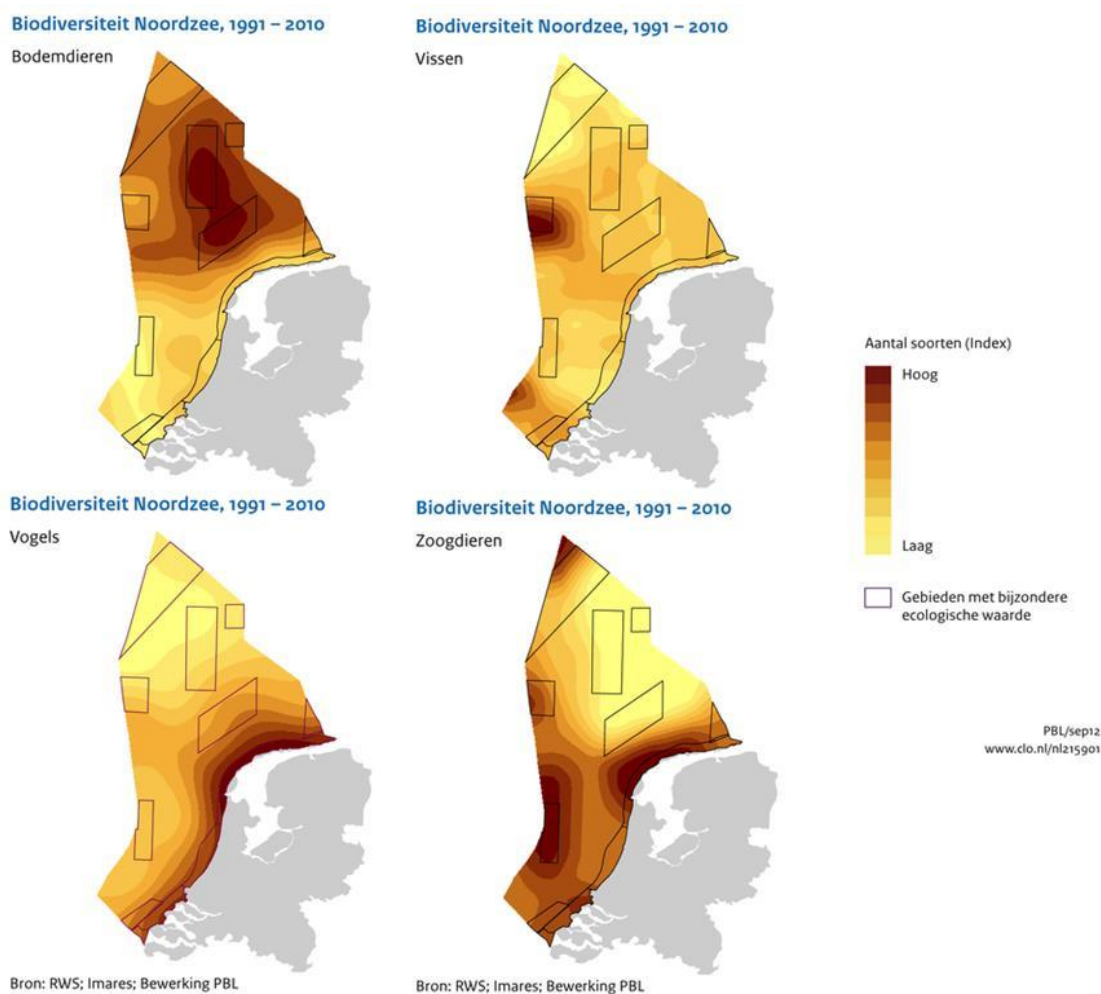 Biodiversiteit Noordzee, 1991 – 2010
Bodemdieren
Biodiversiteit Noordzee, 1991 – 2010
Vissen
Aantal soorten (Index)
Hoog
Laag
Gebieden met bijzondere
ecologische waarde
Biodiversiteit Noordzee, 1991 – 2010
Vogels
Biodiversiteit Noordzee, 1991 – 2010
Zoogdieren
PBL/sep12
www.clo.nl/nl215901
Bron: RWS; Imares; Bewerking PBL
Bron: RWS; Imares; Bewerking PBL